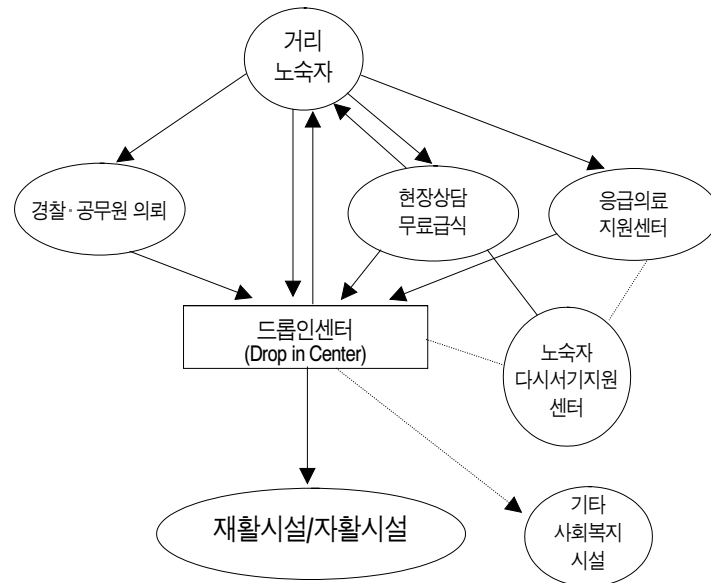 거리
노숙자
경찰·공무원 의뢰
현장상담
무료급식
응급의료
지원센터
드롭인센터
(Drop in Center)
노숙자
다시서기지원
센터
재활시설/자활시설
기타
사회복지
시설